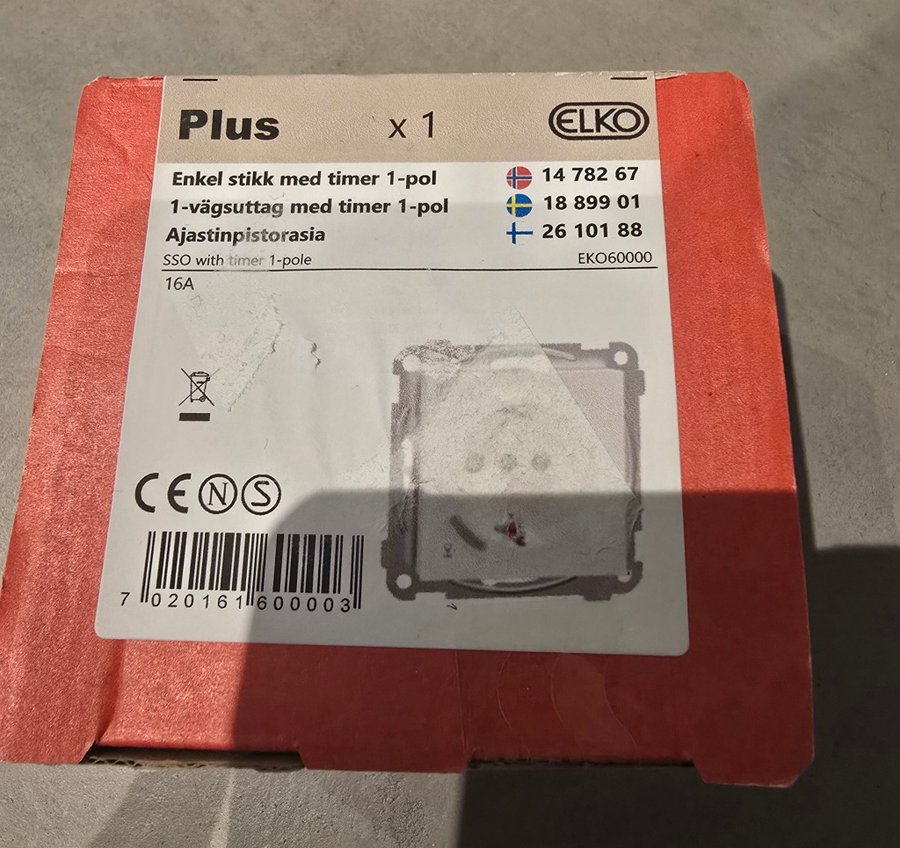 Plus x 1 ELKO
Enkel stikk med timer 1-pol 14 782 67
1-vägsuttag med timer 1-pol 18 899 01
Ajastinpistorasia 26 101 88
SSO with timer 1-pole EKO60000
16A
CE N S
7 020161 600003